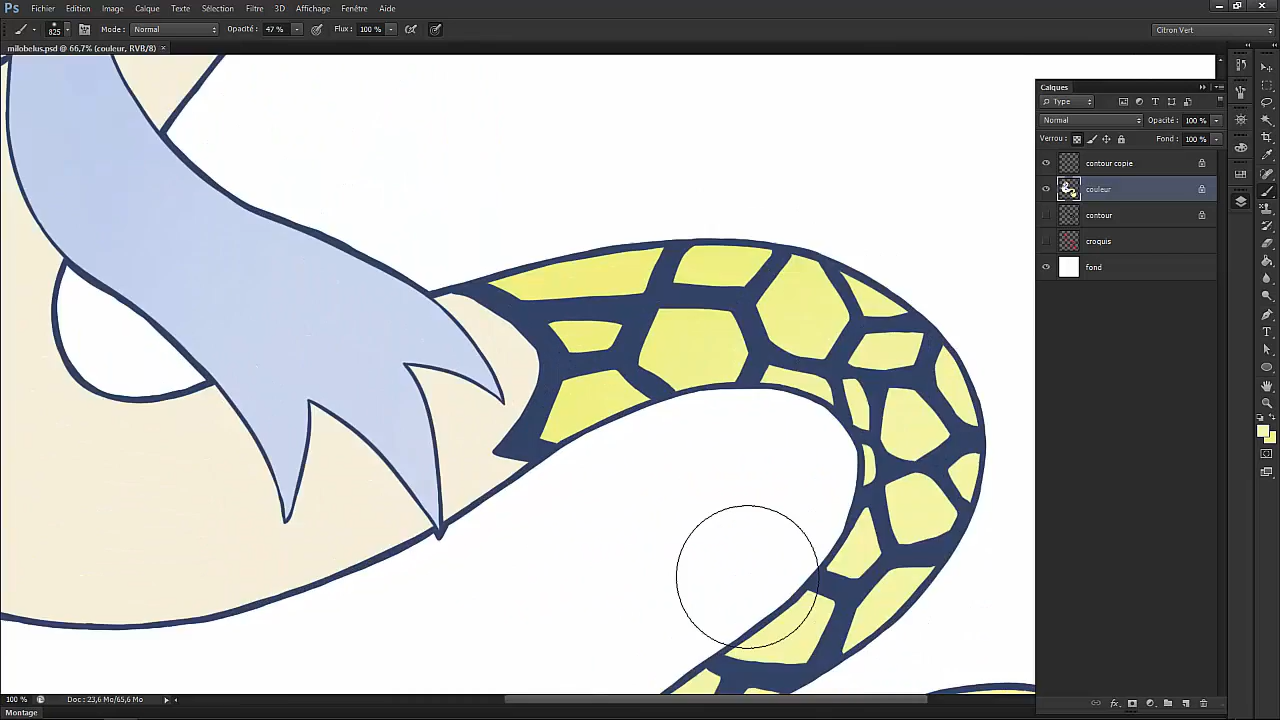 Ps Fichier Edition Image Calque Texte Sélection Filtre 3D Affichage Fenêtre Aide
825 Mode : Normal Opacité : 47 % Flux : 100 % Citron Vert
milobelus.psd @ 66,7% (couleur, RVB/8) ×
Calques
Type
Normal Opacité : 100 %
Verrou : Fond : 100 %
contour copie
couleur
contour
croquis
fond
fx
100 % Doc : 23,6 Mo/65,6 Mo
Montage